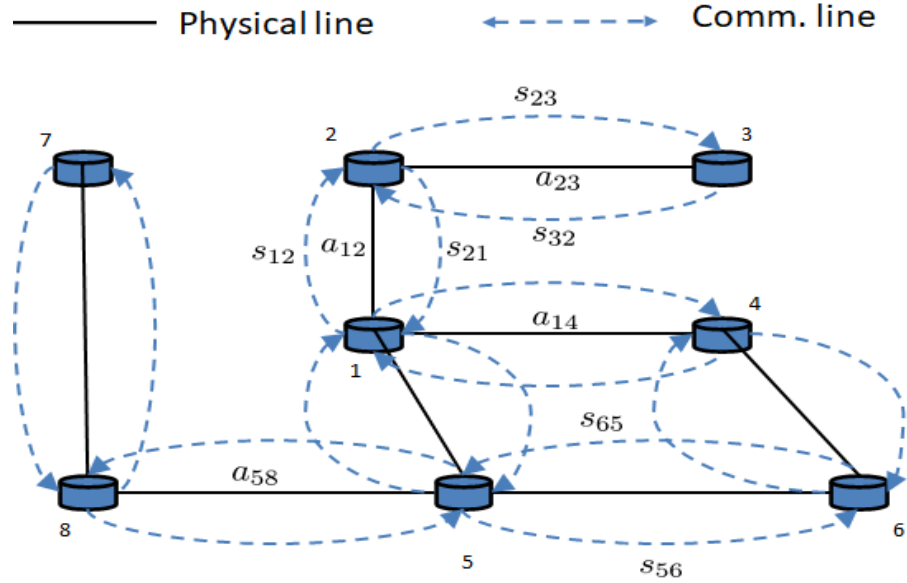 Physical line
Comm. line
s₂₃
7
2
3
a₂₃
s₁₂
a₁₂
s₂₁
s₃₂
a₁₄
4
1
s₆₅
a₅₈
8
5
6
s₅₆